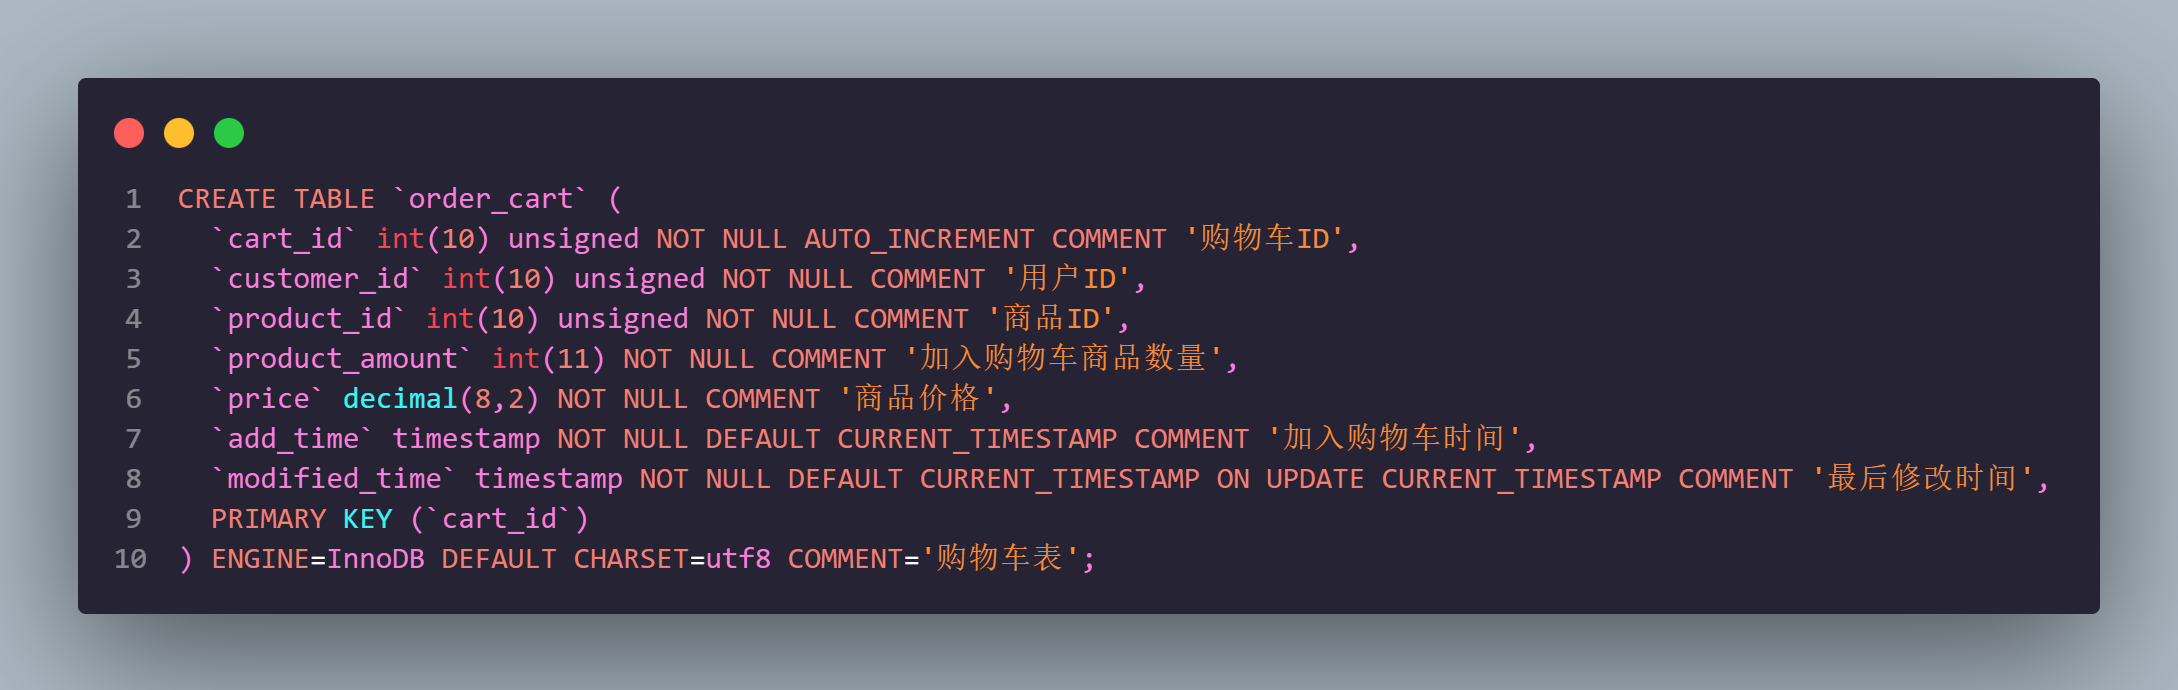 1 CREATE TABLE `order_cart` (
2   `cart_id` int(10) unsigned NOT NULL AUTO_INCREMENT COMMENT '购物车ID',
3   `customer_id` int(10) unsigned NOT NULL COMMENT '用户ID',
4   `product_id` int(10) unsigned NOT NULL COMMENT '商品ID',
5   `product_amount` int(11) NOT NULL COMMENT '加入购物车商品数量',
6   `price` decimal(8,2) NOT NULL COMMENT '商品价格',
7   `add_time` timestamp NOT NULL DEFAULT CURRENT_TIMESTAMP COMMENT '加入购物车时间',
8   `modified_time` timestamp NOT NULL DEFAULT CURRENT_TIMESTAMP ON UPDATE CURRENT_TIMESTAMP COMMENT '最后修改时间',
9   PRIMARY KEY (`cart_id`)
10 ) ENGINE=InnoDB DEFAULT CHARSET=utf8 COMMENT='购物车表';